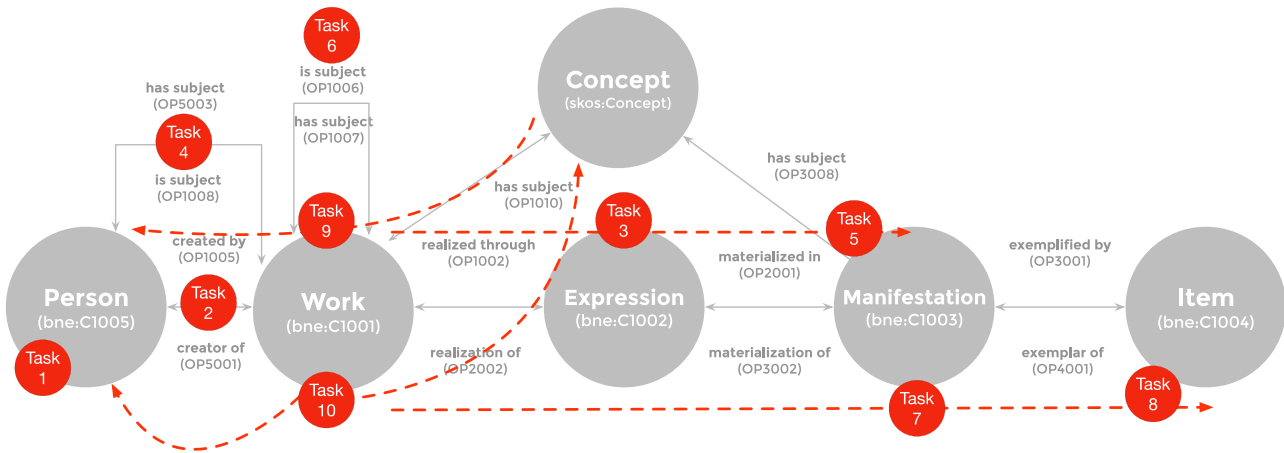 Task
6
is subject
(OP1006)
Concept
(skos:Concept)
has subject
(OP5003)
Task
4
is subject
(OP1008)
has subject
(OP1007)
has subject
(OP1010)
has subject
(OP3008)
Task
9
Task
3
Task
5
created by
(OP1005)
realized through
(OP1002)
materialized in
(OP2001)
exemplified by
(OP3001)
Person
(bne:C1005)
Task
2
Work
(bne:C1001)
Expression
(bne:C1002)
Manifestation
(bne:C1003)
Item
(bne:C1004)
Task
1
creator of
(OP5001)
realization of
(OP2002)
materialization of
(OP3002)
exemplar of
(OP4001)
Task
10
Task
7
Task
8